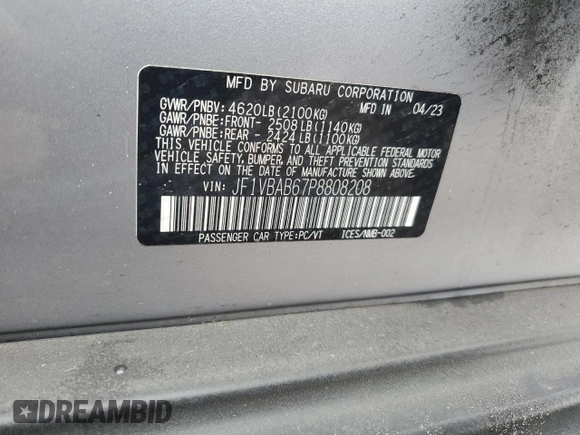 MFD BY SUBARU CORPORATION
GVWR/PNBV: 4620LB(2100KG) MFD IN 04/23
GAWR/PNBE:FRONT- 2508LB(1140KG)
GAWR/PNBE:REAR - 2424LB(1100KG)
THIS VEHICLE CONFORMS TO ALL APPLICABLE FEDERAL MOTOR
VEHICLE SAFETY, BUMPER, AND THEFT PREVENTION STANDARDS
IN EFFECT ON THE DATE OF MANUFACTURE SHOWN ABOVE.
VIN: JF1VBAB67P8808208
PASSENGER CAR TYPE:PC/VT ICES/NMB-002
DREAMBID